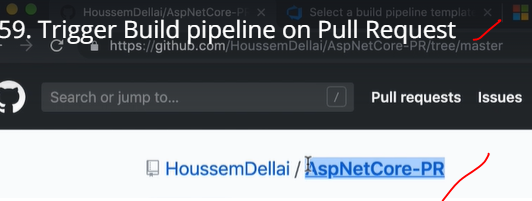 HoussemDellai/AspNetCore-P
Select a build pipeline templat
59. Trigger Build pipeline on Pull Request
https://github.com/HoussemDellai/AspNetCore-PR/tree/master
Search or jump to...
/
Pull requests
Issues
HoussemDellai / AspNetCore-PR